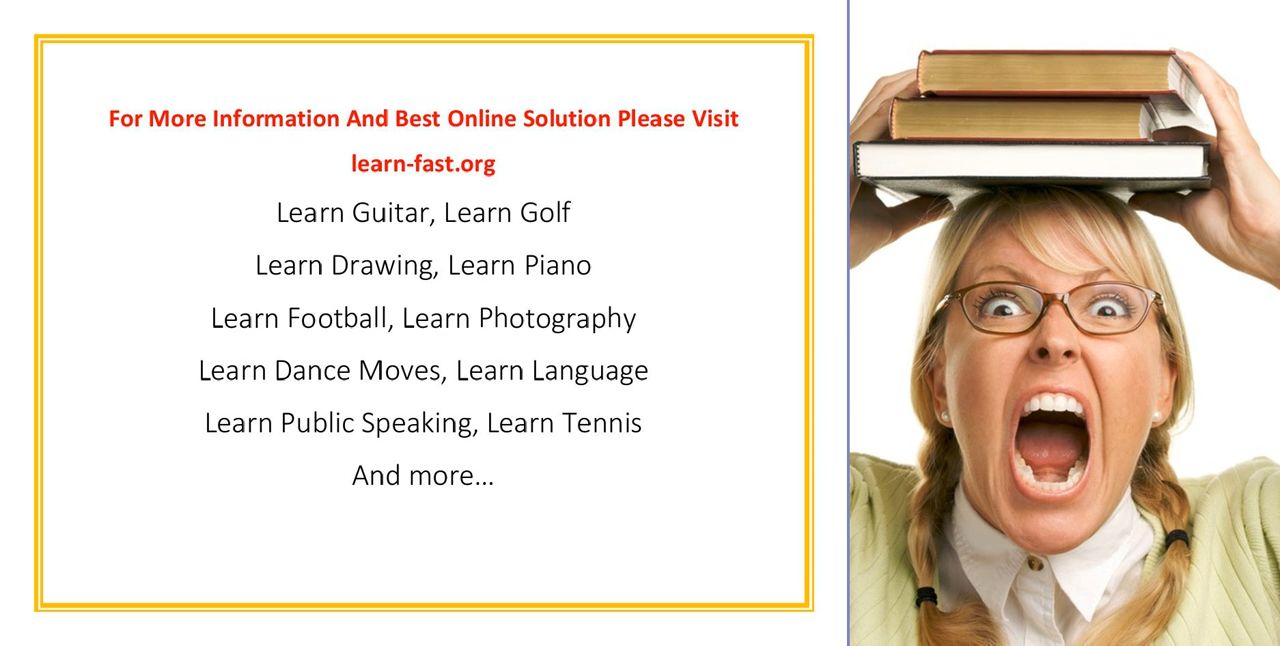 For More Information And Best Online Solution Please Visit
learn-fast.org
Learn Guitar, Learn Golf
Learn Drawing, Learn Piano
Learn Football, Learn Photography
Learn Dance Moves, Learn Language
Learn Public Speaking, Learn Tennis
And more...